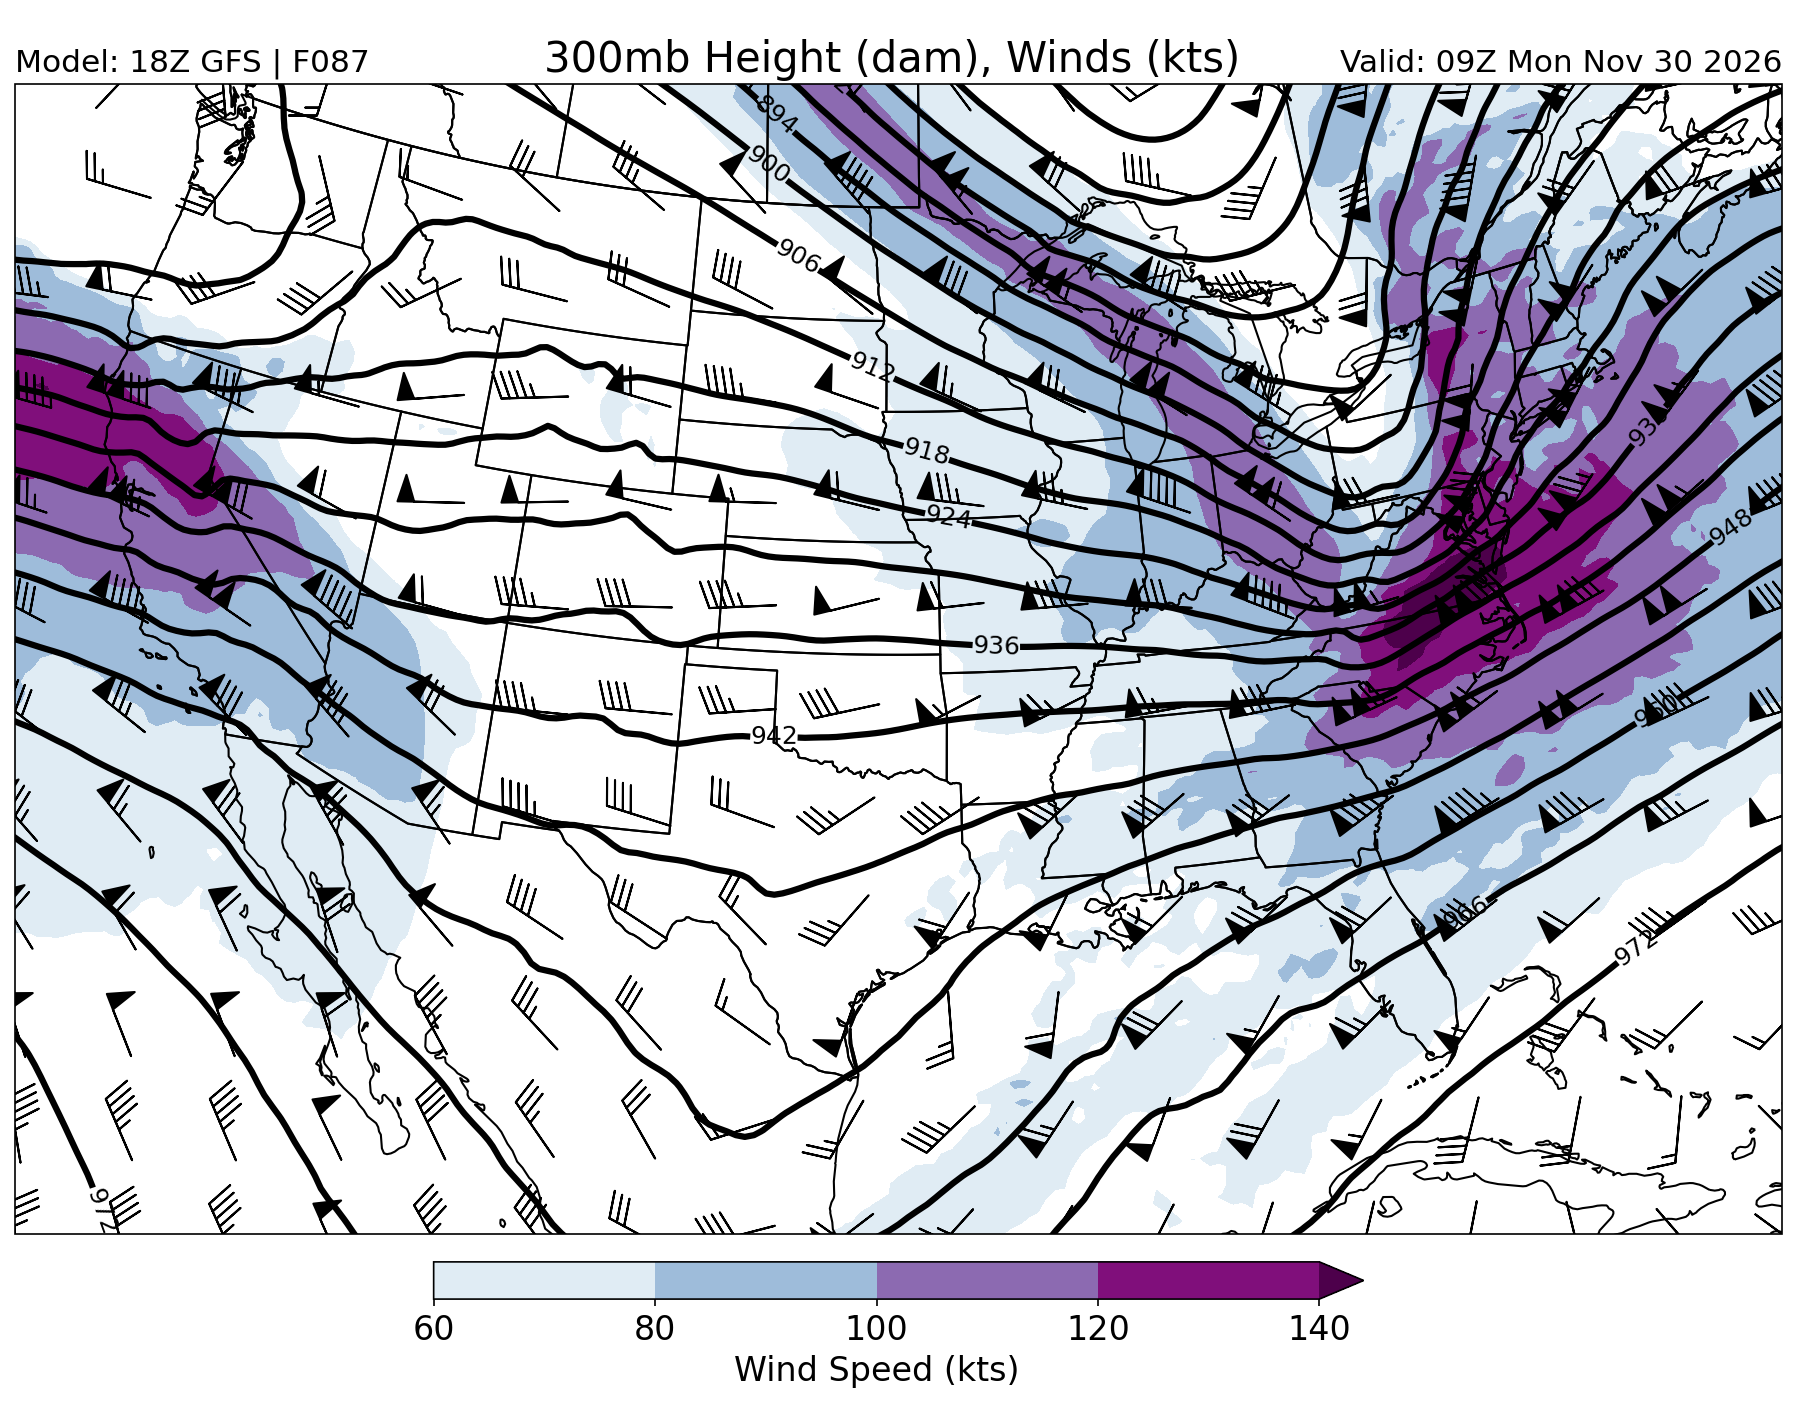 Model: 18Z GFS | F087
300mb Height (dam), Winds (kts)
Valid: 09Z Mon Nov 30 2026
894
900
906
912
918
924
936
942
948
960
966
972
60 80 100 120 140
Wind Speed (kts)